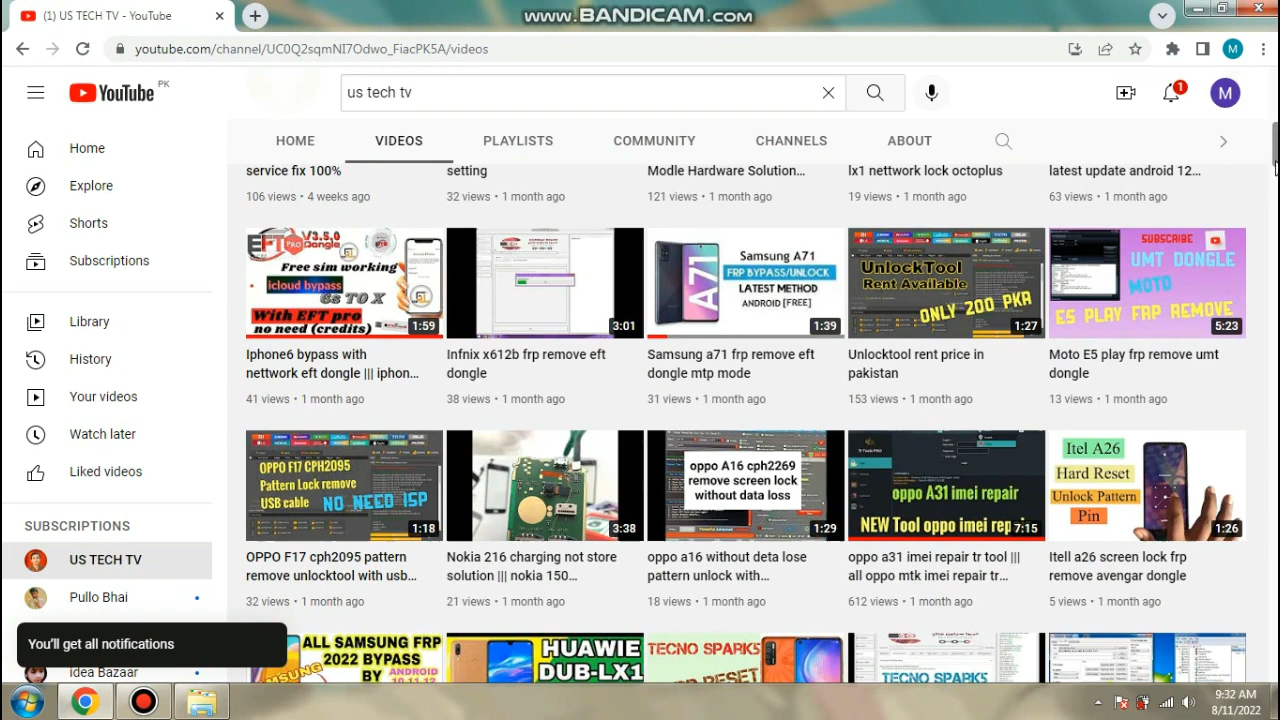 (1) US TECH TV - YouTube
WWW.BANDICAM.COM
youtube.com/channel/UC0Q2sqmNI7Odwo_FiacPK5A/videos
M
YouTube PK
us tech tv
1
M
HOME
VIDEOS
PLAYLISTS
COMMUNITY
CHANNELS
ABOUT
Home
Explore
Shorts
Subscriptions
Library
History
Your videos
Watch later
Liked videos
SUBSCRIPTIONS
US TECH TV
Pullo Bhai
You'll get all notifications
Idea Bazaar
service fix 100%
106 views • 4 weeks ago
setting
32 views • 1 month ago
Modle Hardware Solution...
121 views • 1 month ago
lx1 nettwork lock octoplus
19 views • 1 month ago
latest update android 12...
63 views • 1 month ago
EFT PRO V3.5.0
Dongle
sim working
icloud bypass
6S TO X
With EFT pro
no need (credits)
1:59
Iphone6 bypass with
nettwork eft dongle ||| iphon...
41 views • 1 month ago
3:01
Infnix x612b frp remove eft
dongle
38 views • 1 month ago
Samsung A71
FRP BYPASS/UNLOCK
LATEST METHOD
ANDROID [FREE]
1:39
Samsung a71 frp remove eft
dongle mtp mode
31 views • 1 month ago
UnlockTool
Rent Available
ONLY 200 PKA
1:27
Unlocktool rent price in
pakistan
153 views • 1 month ago
SUBSCRIBE
UMT DONGLE
MOTO
E5 PLAY FRP REMOVE
5:23
Moto E5 play frp remove umt
dongle
13 views • 1 month ago
OPPO F17 CPH2095
Pattern Lock remove
USB cable
NO NEED ISP
1:18
OPPO F17 cph2095 pattern
remove unlocktool with usb...
32 views • 1 month ago
3:38
Nokia 216 charging not store
solution ||| nokia 150...
21 views • 1 month ago
oppo A16 cph2269
remove screen lock
without data loss
1:29
oppo a16 without deta lose
pattern unlock with...
18 views • 1 month ago
oppo A31 imei repair
NEW Tool oppo imei rep
7:15
oppo a31 imei repair tr tool |||
all oppo mtk imei repair tr...
612 views • 1 month ago
Itel A26
Hard Reset
Unlock Pattern
Pin
1:26
Itell a26 screen lock frp
remove avengar dongle
5 views • 1 month ago
ALL SAMSUNG FRP
2022 BYPASS
ANDROID
BY
10,11,12
HUAWIE
DUB-LX1
TECNO SPARK
RESET
TECNO SPARK5
9:32 AM
8/11/2022